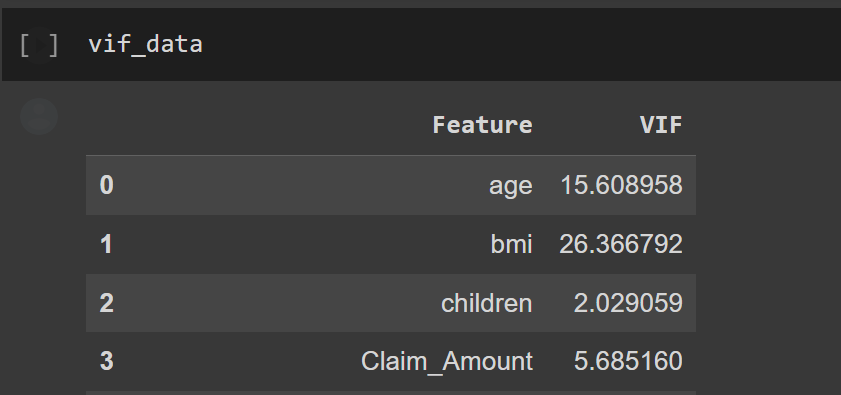 [ ] vif_data
Feature VIF
0 age 15.608958
1 bmi 26.366792
2 children 2.029059
3 Claim_Amount 5.685160